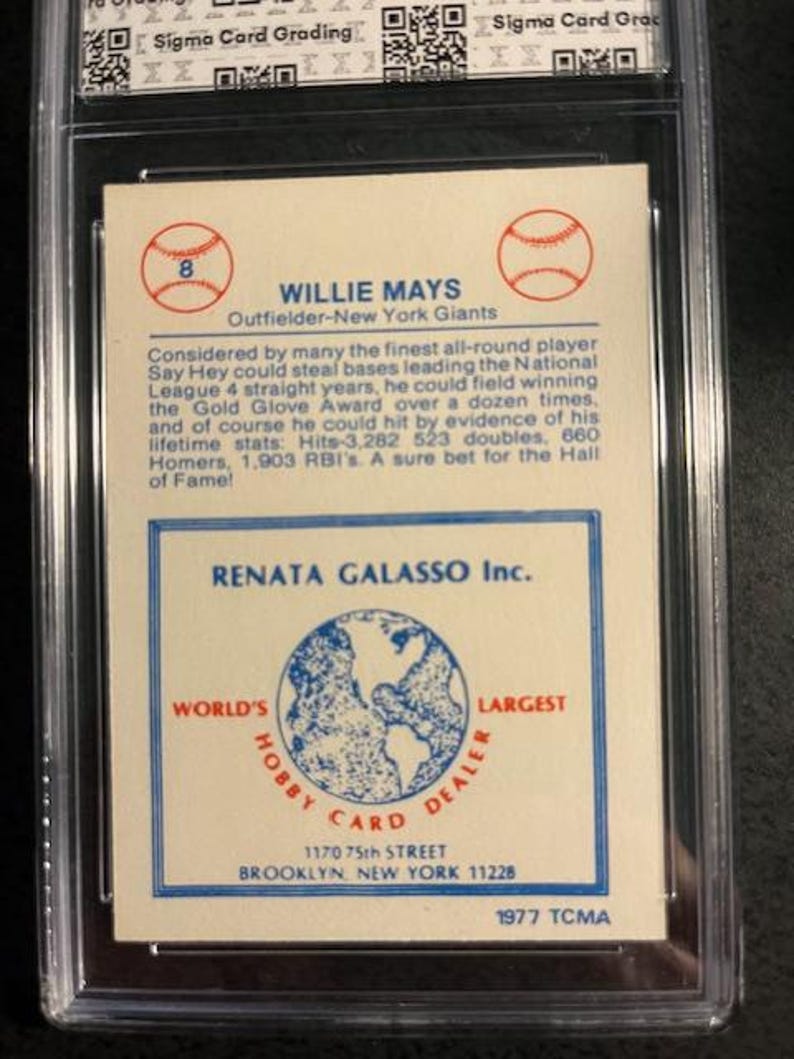 rd Grading
Sigma Card Grading
Sigma Card Grad
8
WILLIE MAYS
Outfielder-New York Giants
Considered by many the finest all-round player
Say Hey could steal bases leading the National
League 4 straight years, he could field winning
the Gold Glove Award over a dozen times,
and of course he could hit by evidence of his
lifetime stats: Hits-3,282 523 doubles, 660
Homers, 1,903 RBI's. A sure bet for the Hall
of Fame!
RENATA GALASSO Inc.
WORLD'S LARGEST
HOBBY CARD DEALER
1170 75th STREET
BROOKLYN, NEW YORK 11228
1977 TCMA